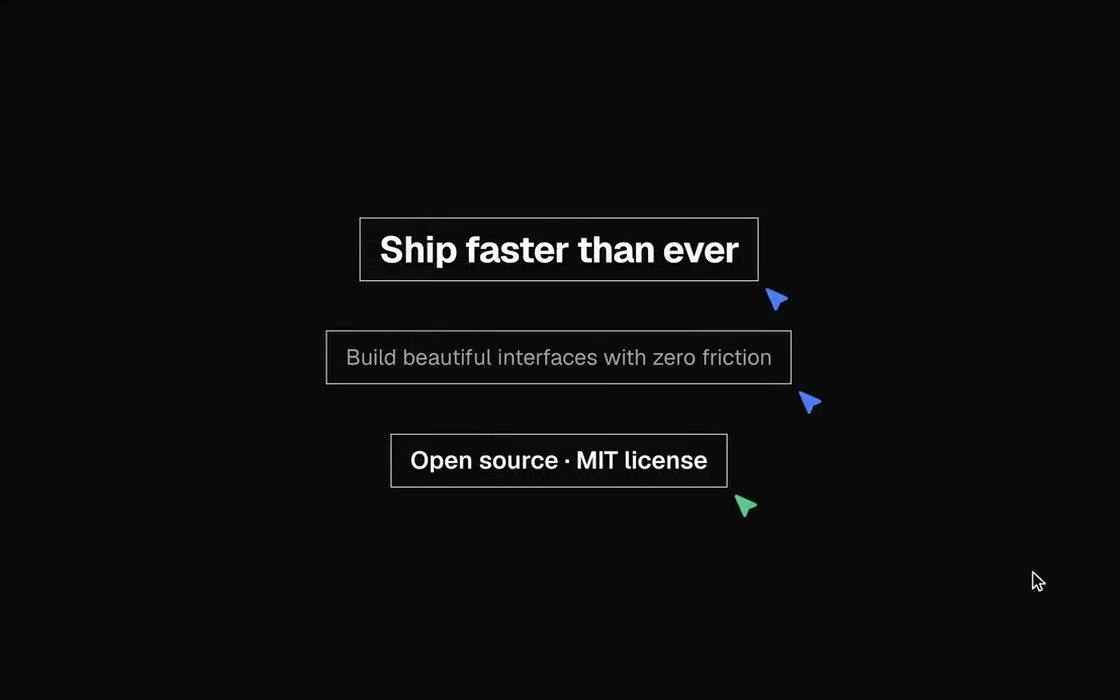 Ship faster than ever
Build beautiful interfaces with zero friction
Open source · MIT license